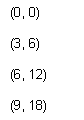 (0, 0)
(3, 6)
(6, 12)
(9, 18)